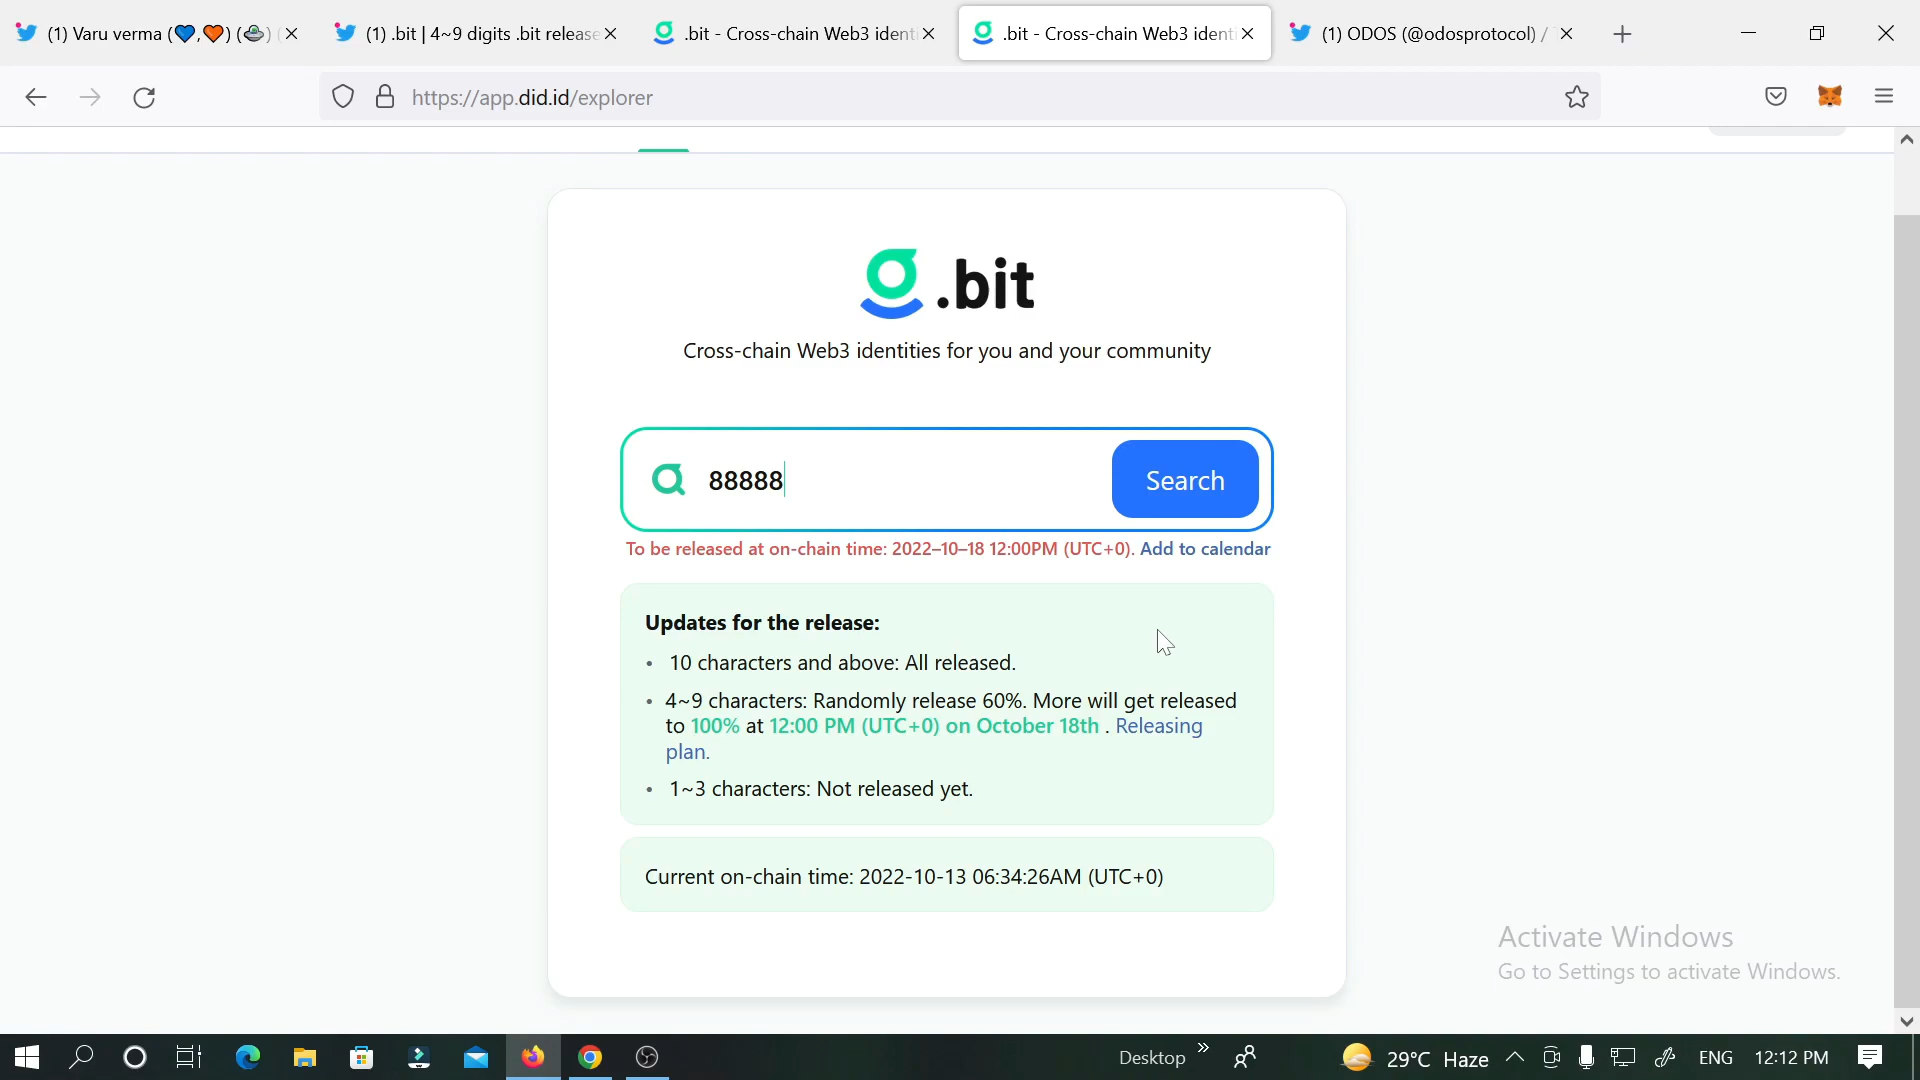 (1) Varu verma (💙,🧡) (🛸) (
(1) .bit | 4~9 digits .bit release
.bit - Cross-chain Web3 identi
.bit - Cross-chain Web3 identi
(1) ODOS (@odosprotocol) / T
https://app.did.id/explorer
.bit
Cross-chain Web3 identities for you and your community
88888
Search
To be released at on-chain time: 2022–10–18 12:00PM (UTC+0). Add to calendar
Updates for the release:
• 10 characters and above: All released.
• 4~9 characters: Randomly release 60%. More will get released
to 100% at 12:00 PM (UTC+0) on October 18th . Releasing
plan.
• 1~3 characters: Not released yet.
Current on-chain time: 2022-10-13 06:34:26AM (UTC+0)
Activate Windows
Go to Settings to activate Windows.
Desktop
29°C Haze
ENG
12:12 PM